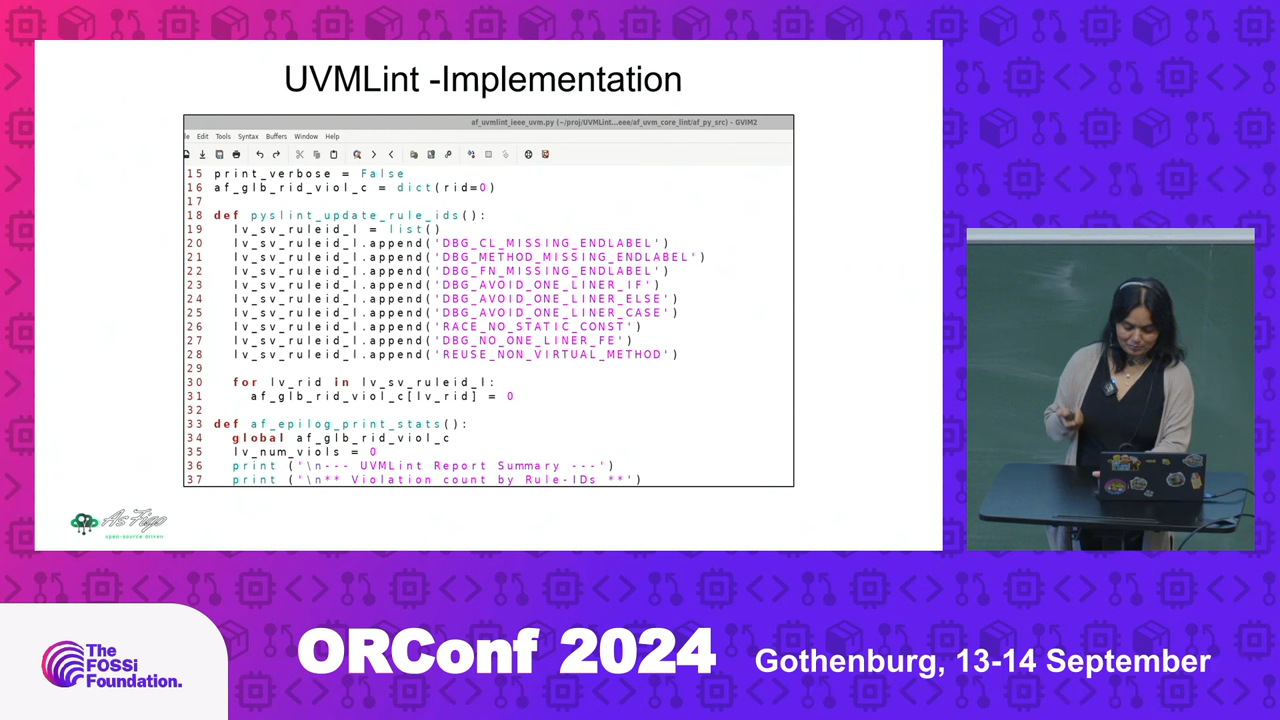 UVMLint -Implementation
af_uvmlint_ieee_uvm.py (~/proj/UVMLint...eee/af_uvm_core_lint/af_py_src) - GVIM2
Edit Tools Syntax Buffers Window Help
15 print_verbose = False
16 af_glb_rid_viol_c = dict(rid=0)
17
18 def pyslint_update_rule_ids():
19   lv_sv_ruleid_l = list()
20   lv_sv_ruleid_l.append('DBG_CL_MISSING_ENDLABEL')
21   lv_sv_ruleid_l.append('DBG_METHOD_MISSING_ENDLABEL')
22   lv_sv_ruleid_l.append('DBG_FN_MISSING_ENDLABEL')
23   lv_sv_ruleid_l.append('DBG_AVOID_ONE_LINER_IF')
24   lv_sv_ruleid_l.append('DBG_AVOID_ONE_LINER_ELSE')
25   lv_sv_ruleid_l.append('DBG_AVOID_ONE_LINER_CASE')
26   lv_sv_ruleid_l.append('RACE_NO_STATIC_CONST')
27   lv_sv_ruleid_l.append('DBG_NO_ONE_LINER_FE')
28   lv_sv_ruleid_l.append('REUSE_NON_VIRTUAL_METHOD')
29
30   for lv_rid in lv_sv_ruleid_l:
31     af_glb_rid_viol_c[lv_rid] = 0
32
33 def af_epilog_print_stats():
34   global af_glb_rid_viol_c
35   lv_num_viols = 0
36   print ('\n--- UVMLint Report Summary ---')
37   print ('\n** Violation count by Rule-IDs **')
As Figo
open-source driven
The
FOSSi
Foundation.
ORConf 2024
Gothenburg, 13-14 September